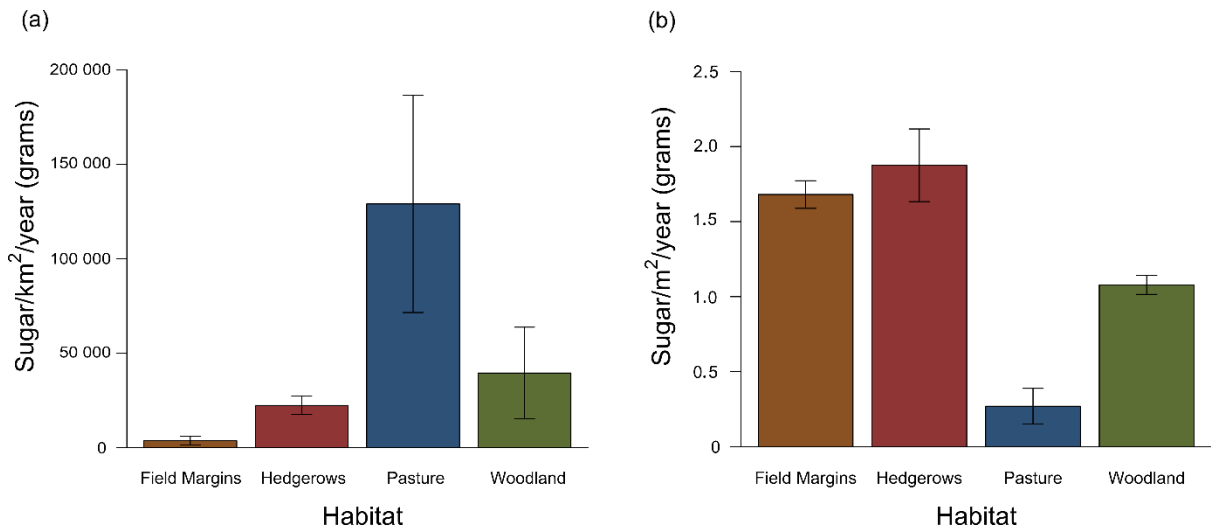 (a)
Sugar/km²/year (grams)
200 000
150 000
100 000
50 000
0
Field Margins Hedgerows Pasture Woodland
Habitat
(b)
Sugar/m²/year (grams)
2.5
2.0
1.5
1.0
0.5
0
Field Margins Hedgerows Pasture Woodland
Habitat